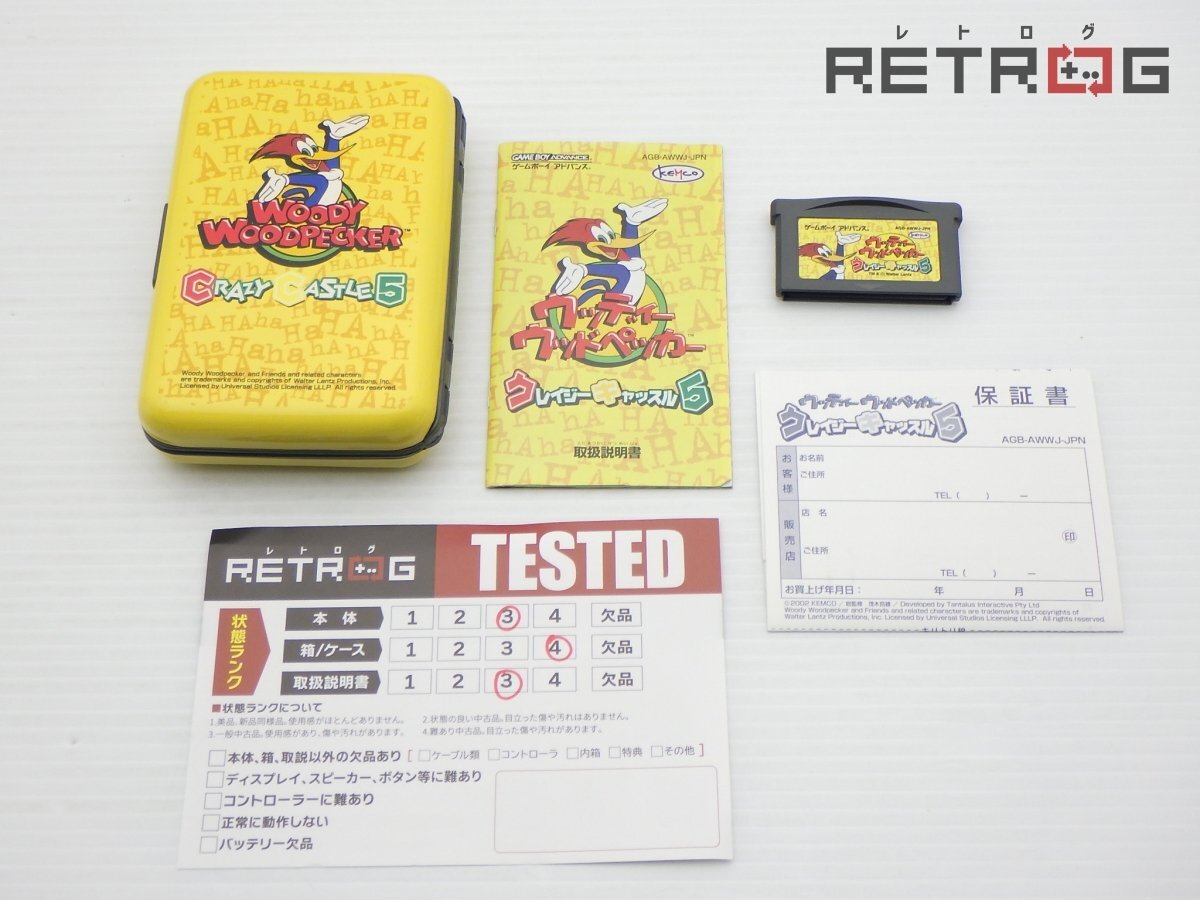 レトログ
RETROG
WOODY
WOODPECKER™
CRAZY CASTLE 5
Woody Woodpecker and Friends and related characters
are trademarks and copyrights of Walter Lantz Productions, Inc.
Licensed by Universal Studios Licensing LLLP. All rights reserved.
GAME BOY ADVANCE
ゲームボーイ アドバンス
AGB-AWWJ-JPN
KEMCO
ウッディー
ウッドペッカー™
クレイジーキャッスル5
取扱説明書
ゲームボーイ アドバンス
AGB-AWWJ-JPN
ウッディー
ウッドペッカー
クレイジーキャッスル5
TM & © Walter Lantz
ウッディーウッドペッカー
クレイジーキャッスル5
保証書
AGB-AWWJ-JPN
お客様
お名前
ご住所
TEL ( ) ー
販売店
店名
印
ご住所
TEL ( ) ー
お買上げ年月日: 年 月 日
©2002 KEMCO / Developed by Tantalus Interactive Pty Ltd
Woody Woodpecker and Friends and related characters are trademarks and copyrights of
Walter Lantz Productions, Inc. Licensed by Universal Studios Licensing LLLP. All rights reserved.
レトログ
RETROG
TESTED
状態ランク
本体 1 2 3 4 欠品
箱/ケース 1 2 3 4 欠品
取扱説明書 1 2 3 4 欠品
■状態ランクについて
1.美品、新品同様品。使用感がほとんどありません。 2.状態の良い中古品。目立った傷や汚れはありません。
3.一般中古品。使用感があり、傷や汚れがあります。 4.難あり中古品。目立った傷や汚れがあります。
□本体、箱、取説以外の欠品あり [ □ケーブル類 □コントローラ □内箱 □特典 □その他 ]
□ディスプレイ、スピーカー、ボタン等に難あり
□コントローラーに難あり
□正常に動作しない
□バッテリー欠品